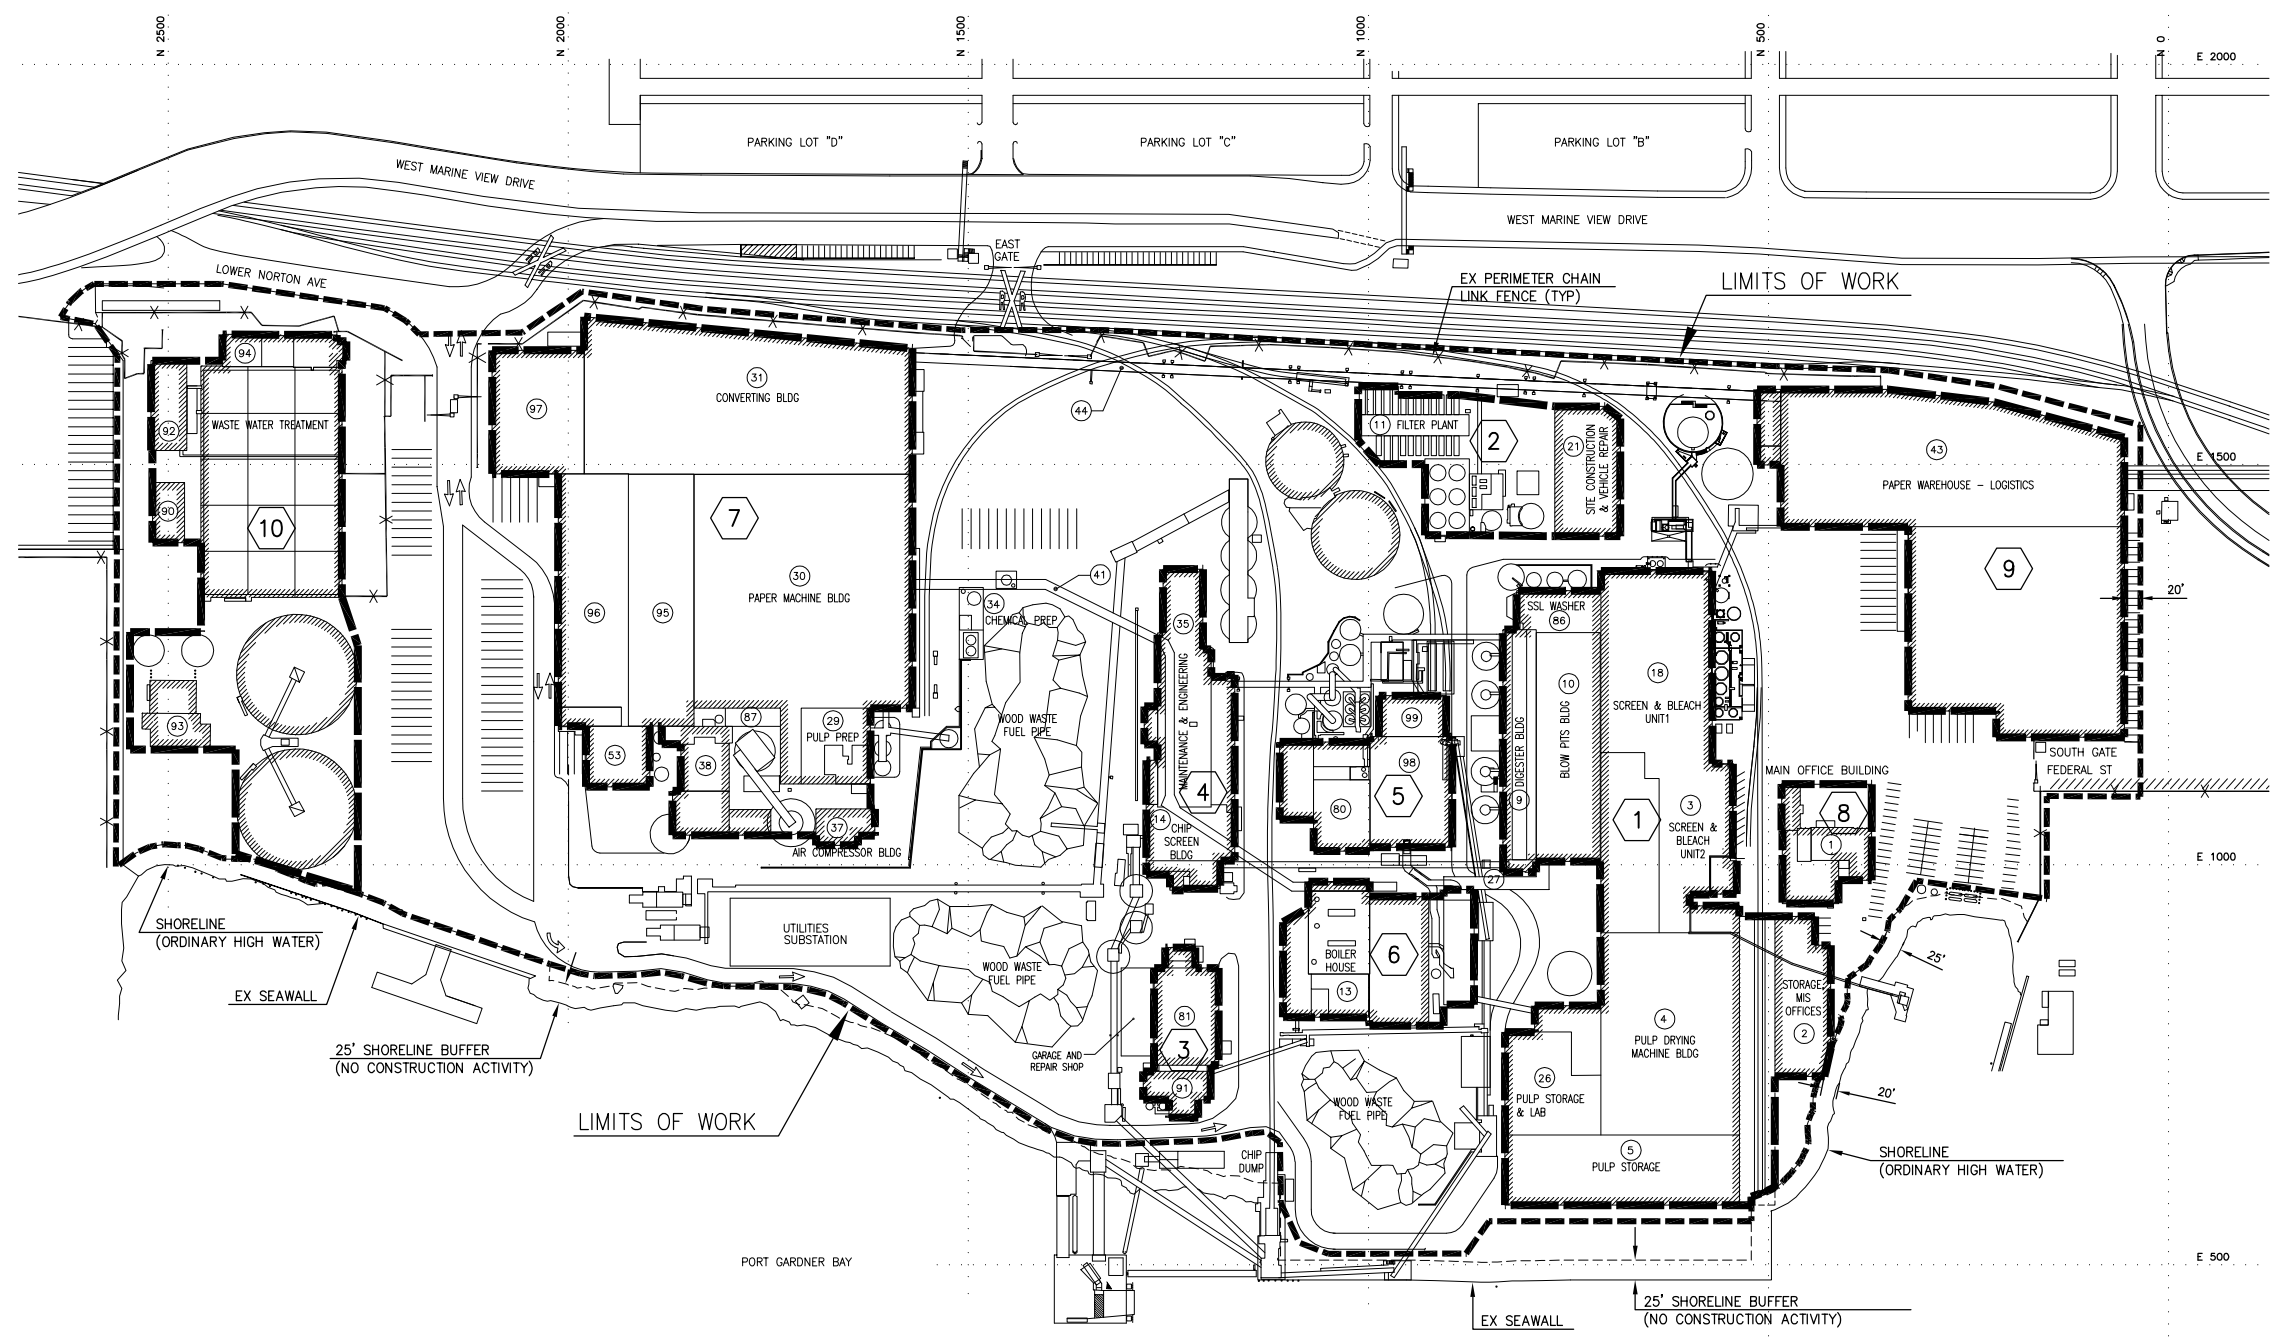 N 2500
N 2000
N 1500
N 1000
N 500
N 0
E 2000
PARKING LOT "D"
PARKING LOT "C"
PARKING LOT "B"
WEST MARINE VIEW DRIVE
WEST MARINE VIEW DRIVE
EAST
GATE
LOWER NORTON AVE
EX PERIMETER CHAIN
LINK FENCE (TYP)
LIMITS OF WORK
94
31
CONVERTING BLDG
97
44
92
WASTE WATER TREATMENT
11
FILTER PLANT
2
21
SITE CONSTRUCTION
& VEHICLE REPAIR
43
PAPER WAREHOUSE - LOGISTICS
E 1500
90
10
7
9
30
PAPER MACHINE BLDG
41
96
95
34
CHEMICAL PREP
35
SSL WASHER
86
20'
93
MAINTENANCE & ENGINEERING
18
SCREEN & BLEACH
UNIT1
10
BLOW PITS BLDG
DIGESTER BLDG
9
87
29
PULP PREP
WOOD WASTE
FUEL PIPE
99
53
38
98
SOUTH GATE
FEDERAL ST
MAIN OFFICE BUILDING
4
5
80
3
SCREEN &
BLEACH
UNIT2
1
8
1
37
AIR COMPRESSOR BLDG
14
CHIP
SCREEN
BLDG
E 1000
27
SHORELINE
(ORDINARY HIGH WATER)
UTILITIES
SUBSTATION
WOOD WASTE
FUEL PIPE
BOILER
HOUSE
6
13
25'
STORAGE,
MIS
OFFICES
2
EX SEAWALL
81
3
GARAGE AND
REPAIR SHOP
91
4
PULP DRYING
MACHINE BLDG
25' SHORELINE BUFFER
(NO CONSTRUCTION ACTIVITY)
26
PULP STORAGE
& LAB
20'
WOOD WASTE
FUEL PIPE
LIMITS OF WORK
CHIP
DUMP
5
PULP STORAGE
SHORELINE
(ORDINARY HIGH WATER)
PORT GARDNER BAY
E 500
25' SHORELINE BUFFER
(NO CONSTRUCTION ACTIVITY)
EX SEAWALL